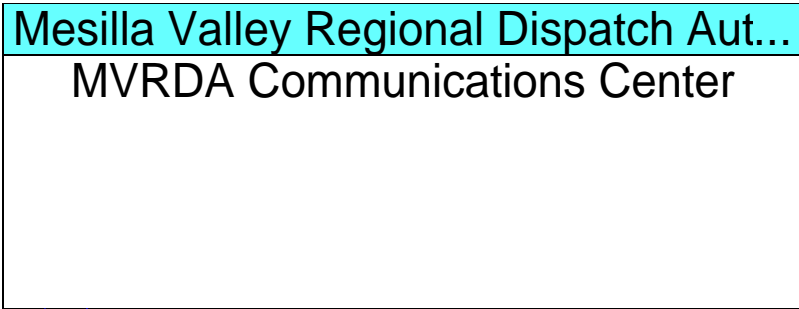 Mesilla Valley Regional Dispatch Aut...
MVRDA Communications Center